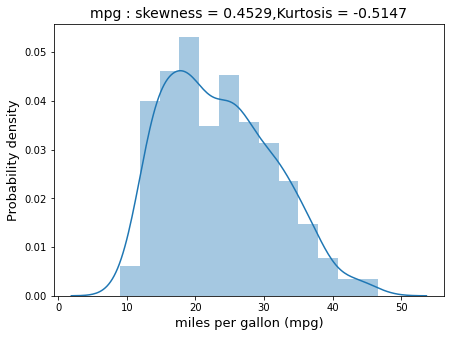 mpg : skewness = 0.4529,Kurtosis = -0.5147
Probability density
0.05
0.04
0.03
0.02
0.01
0.00
0 10 20 30 40 50
miles per gallon (mpg)